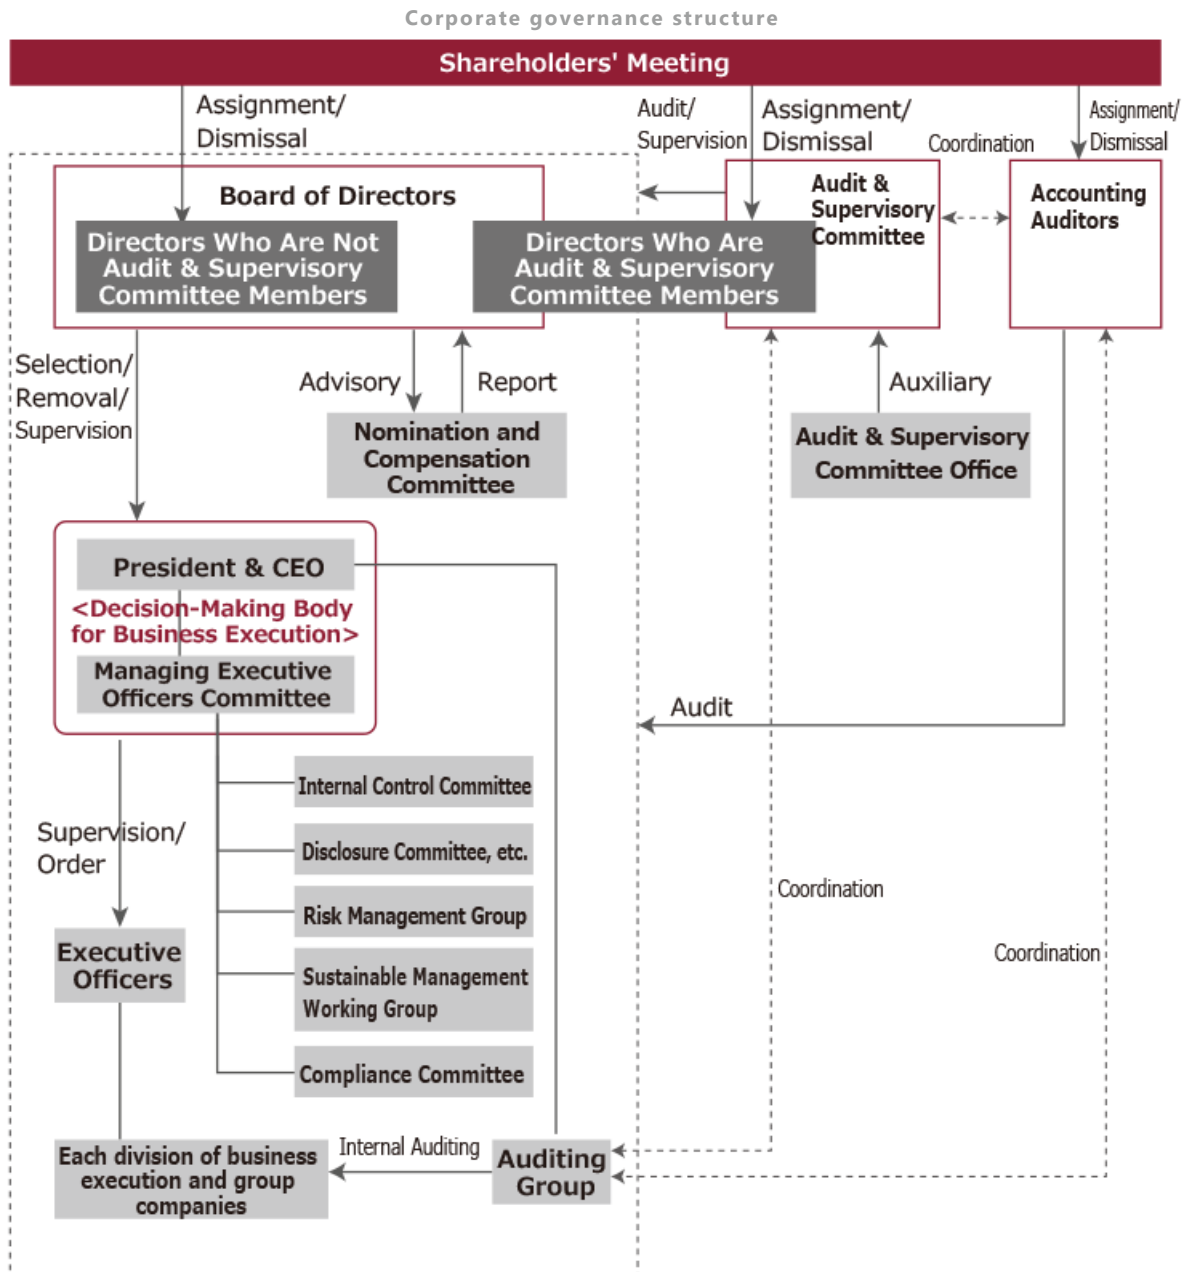 Corporate governance structure
Shareholders' Meeting
Assignment/
Dismissal
Audit/
Supervision
Assignment/
Dismissal
Coordination
Assignment/
Dismissal
Board of Directors
Directors Who Are Not
Audit & Supervisory
Committee Members
Directors Who Are
Audit & Supervisory
Committee Members
Audit &
Supervisory
Committee
Accounting
Auditors
Selection/
Removal/
Supervision
Advisory
Report
Auxiliary
Nomination and
Compensation
Committee
Audit & Supervisory
Committee Office
President & CEO
<Decision-Making Body
for Business Execution>
Managing Executive
Officers Committee
Audit
Internal Control Committee
Supervision/
Order
Disclosure Committee, etc.
Coordination
Risk Management Group
Executive
Officers
Coordination
Sustainable Management
Working Group
Compliance Committee
Each division of business
execution and group
companies
Internal Auditing
Auditing
Group